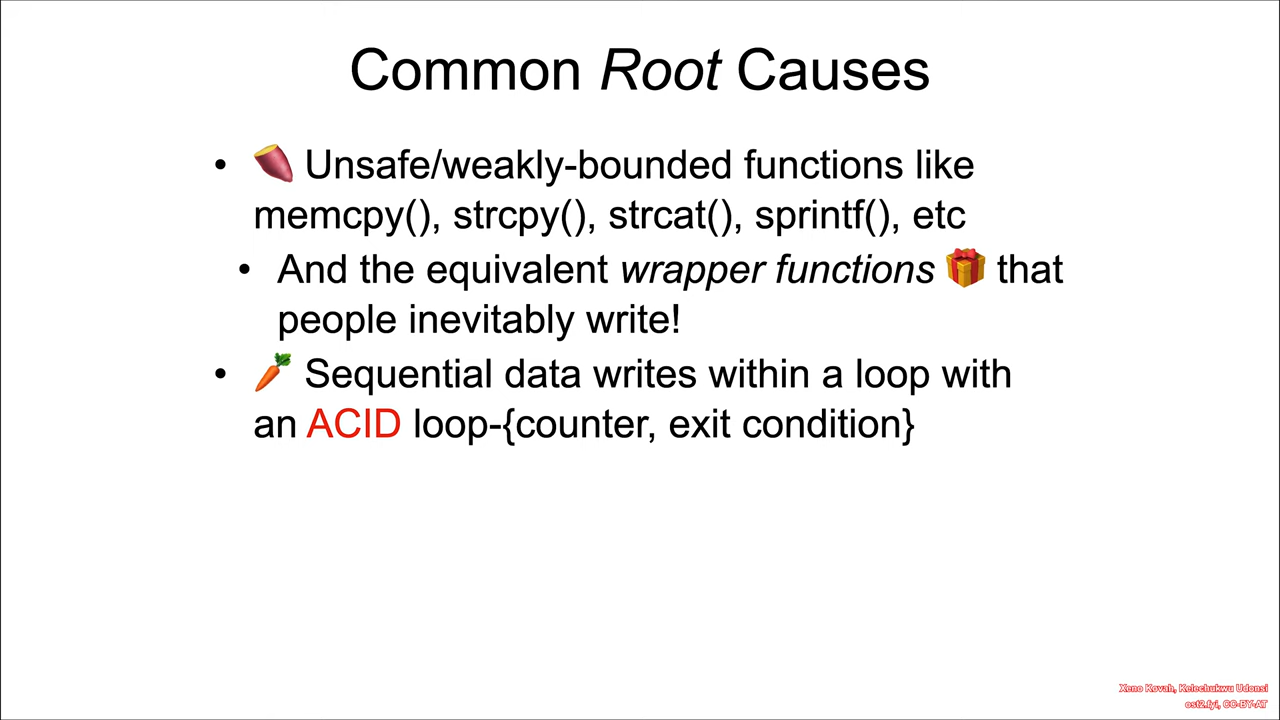 Common Root Causes
• 🍠 Unsafe/weakly-bounded functions like
memcpy(), strcpy(), strcat(), sprintf(), etc
• And the equivalent wrapper functions 🎁 that
people inevitably write!
• 🥕 Sequential data writes within a loop with
an ACID loop-{counter, exit condition}
Xeno Kovah, Kelechukwu Udonsi
ost2.fyi, CC-BY-AT